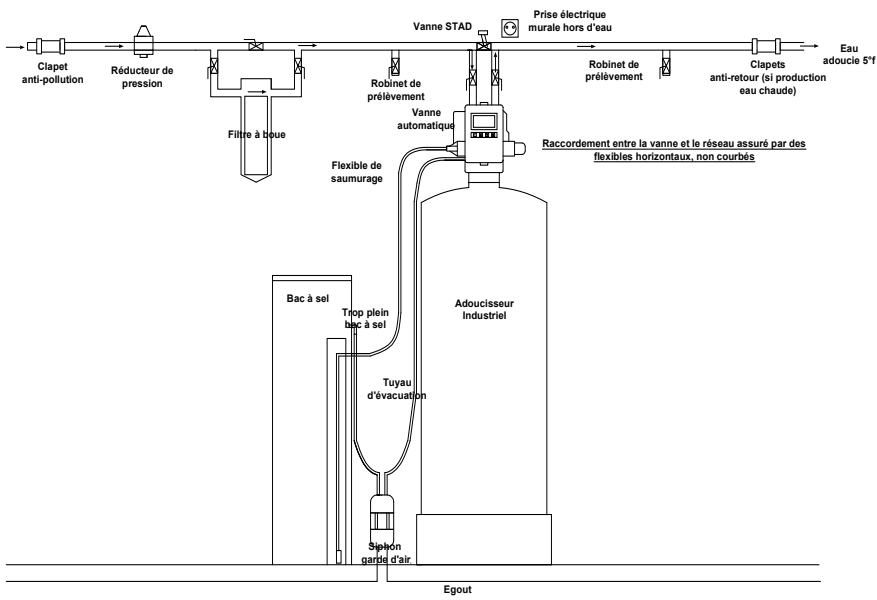 Vanne STAD
Prise électrique
murale hors d'eau
Clapet
anti-pollution
Réducteur de
pression
Robinet de
prélèvement
Robinet de
prélèvement
Clapets
anti-retour (si production
eau chaude)
Eau
adoucie 5°f
Filtre à boue
Vanne
automatique
Raccordement entre la vanne et le réseau assuré par des
flexibles horizontaux, non courbés
Flexible de
saumurage
Bac à sel
Trop plein
bac à sel
Adoucisseur
Industriel
Tuyau
d'évacuation
Siphon
garde d'air
Egout